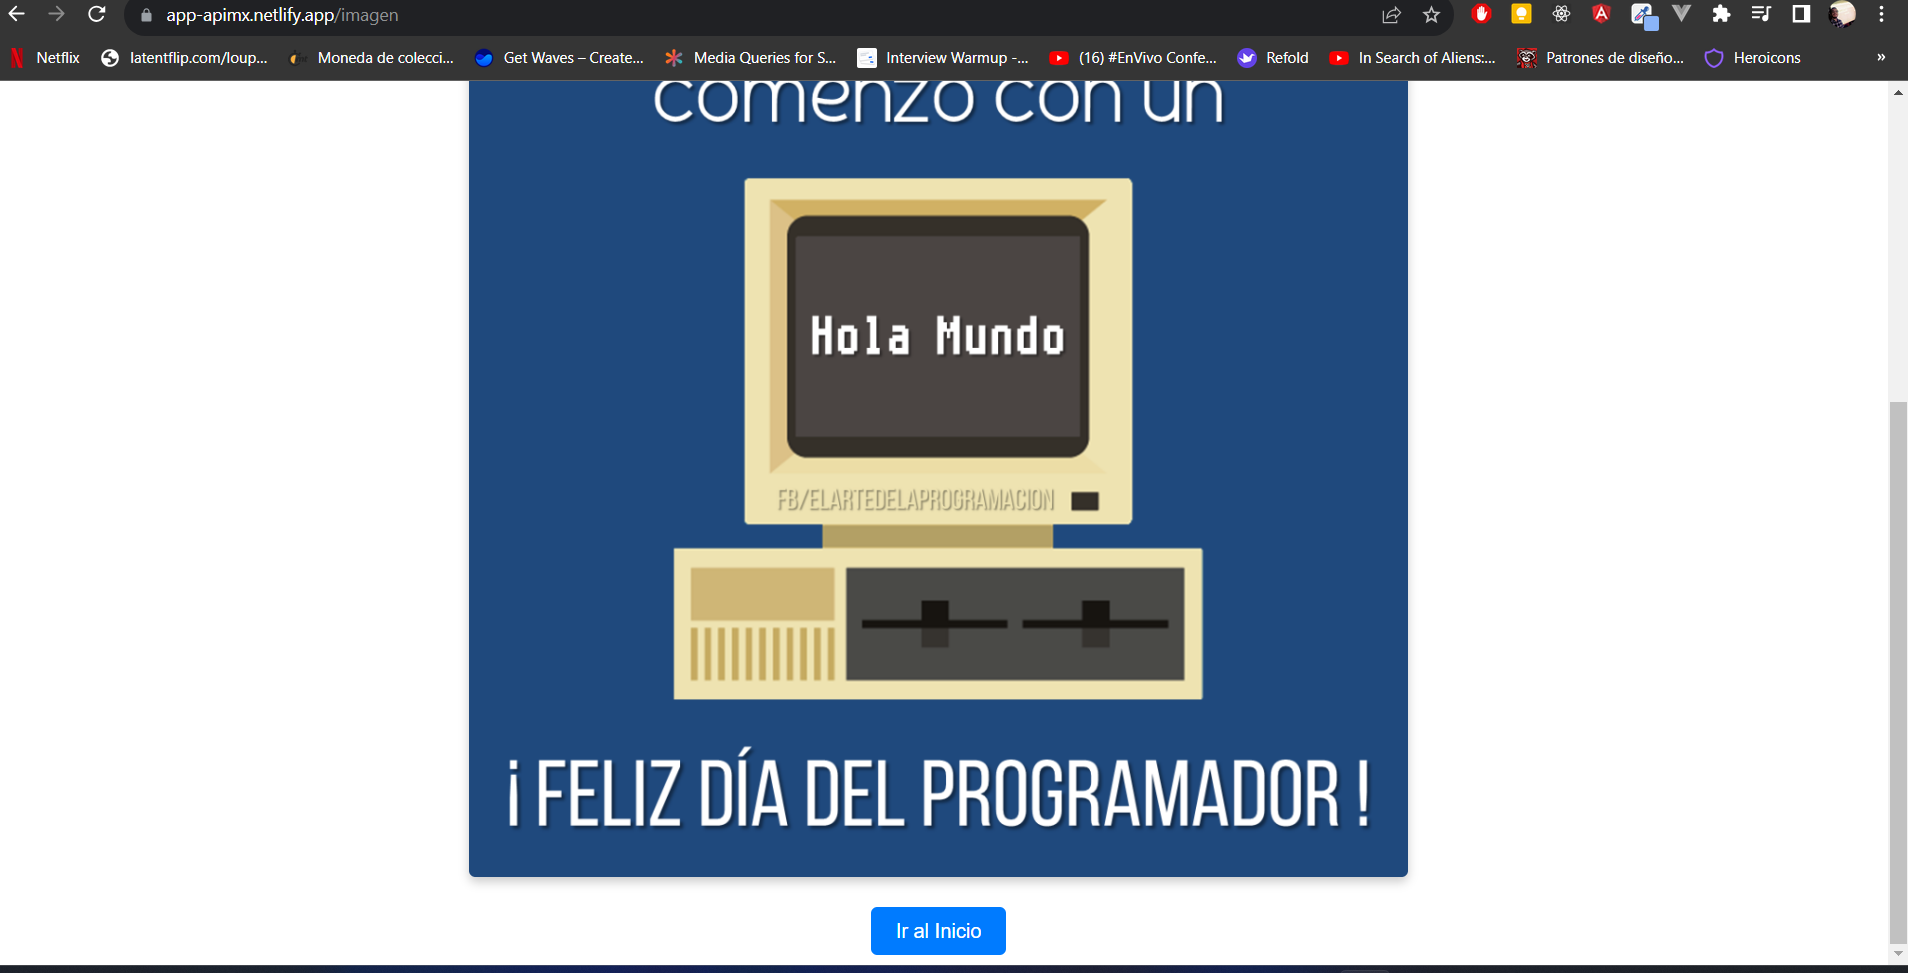 app-apimx.netlify.app/imagen
Netflix
latentflip.com/loup...
Moneda de colecci...
Get Waves – Create...
Media Queries for S...
Interview Warmup -...
(16) #EnVivo Confe...
Refold
In Search of Aliens:...
Patrones de diseño...
Heroicons
»
comenzo con un
Hola Mundo
FB/ELARTEDELAPROGRAMACION
¡ FELIZ DÍA DEL PROGRAMADOR !
Ir al Inicio